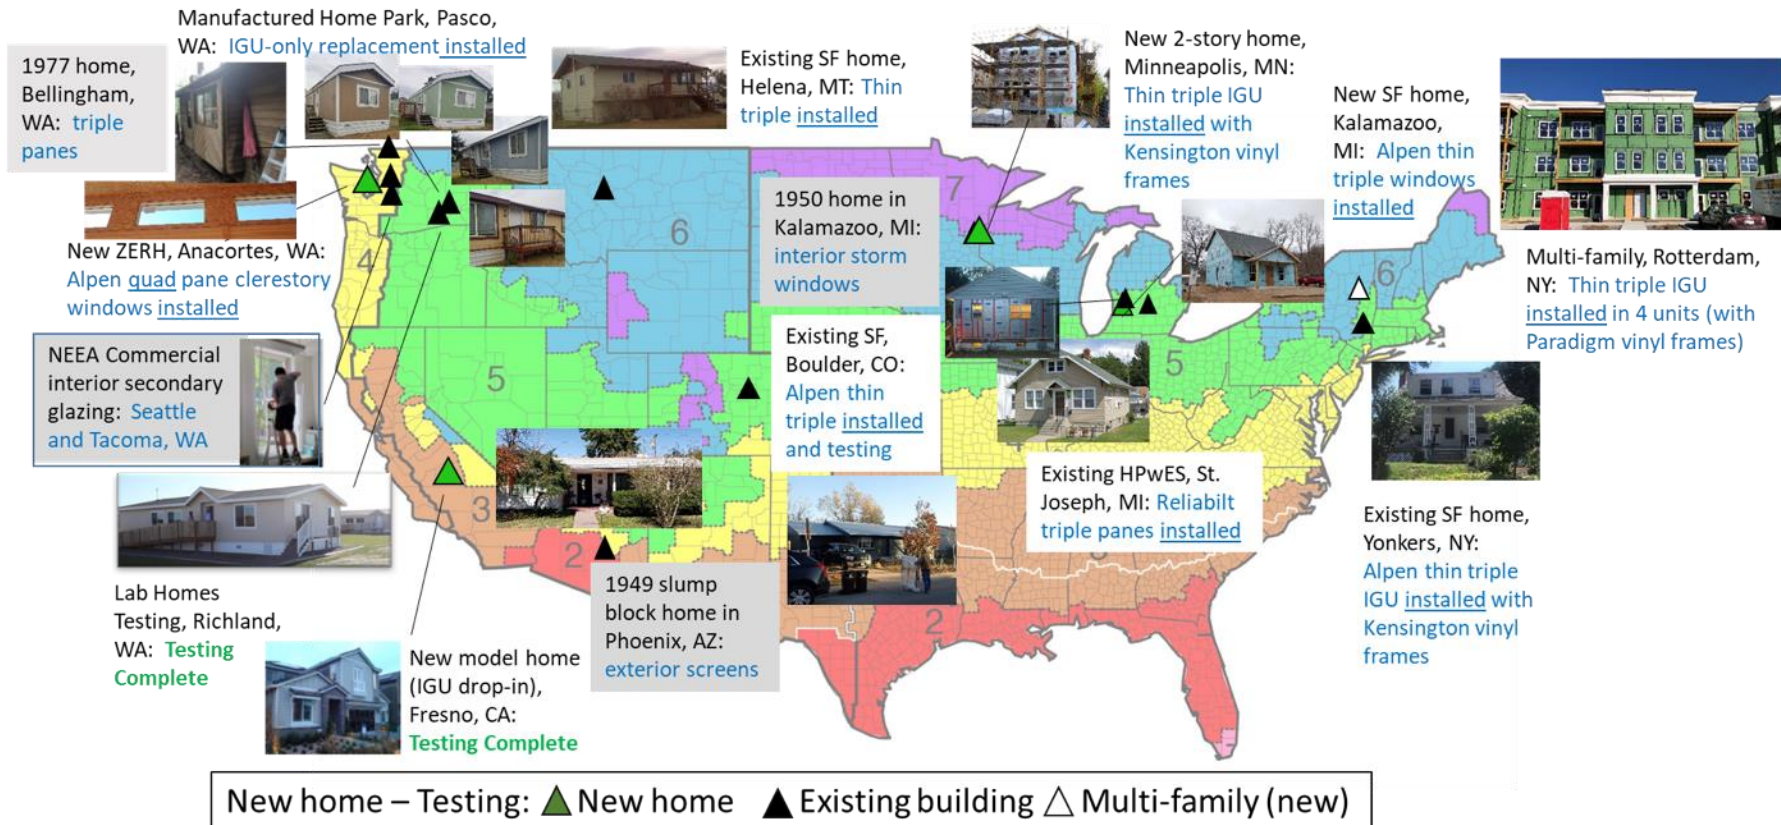 Manufactured Home Park, Pasco,
WA: IGU-only replacement installed
1977 home,
Bellingham,
WA: triple
panes
Existing SF home,
Helena, MT: Thin
triple installed
New 2-story home,
Minneapolis, MN:
Thin triple IGU
installed with
Kensington vinyl
frames
New SF home,
Kalamazoo,
MI: Alpen thin
triple windows
installed
Multi-family, Rotterdam,
NY: Thin triple IGU
installed in 4 units (with
Paradigm vinyl frames)
New ZERH, Anacortes, WA:
Alpen quad pane clerestory
windows installed
1950 home in
Kalamazoo, MI:
interior storm
windows
NEEA Commercial
interior secondary
glazing: Seattle
and Tacoma, WA
Existing SF,
Boulder, CO:
Alpen thin
triple installed
and testing
Existing HPwES, St.
Joseph, MI: Reliabilt
triple panes installed
Existing SF home,
Yonkers, NY:
Alpen thin triple
IGU installed with
Kensington vinyl
frames
Lab Homes
Testing, Richland,
WA: Testing
Complete
New model home
(IGU drop-in),
Fresno, CA:
Testing Complete
1949 slump
block home in
Phoenix, AZ:
exterior screens
4
5
6
7
6
5
3
2
2
New home – Testing: New home Existing building Multi-family (new)